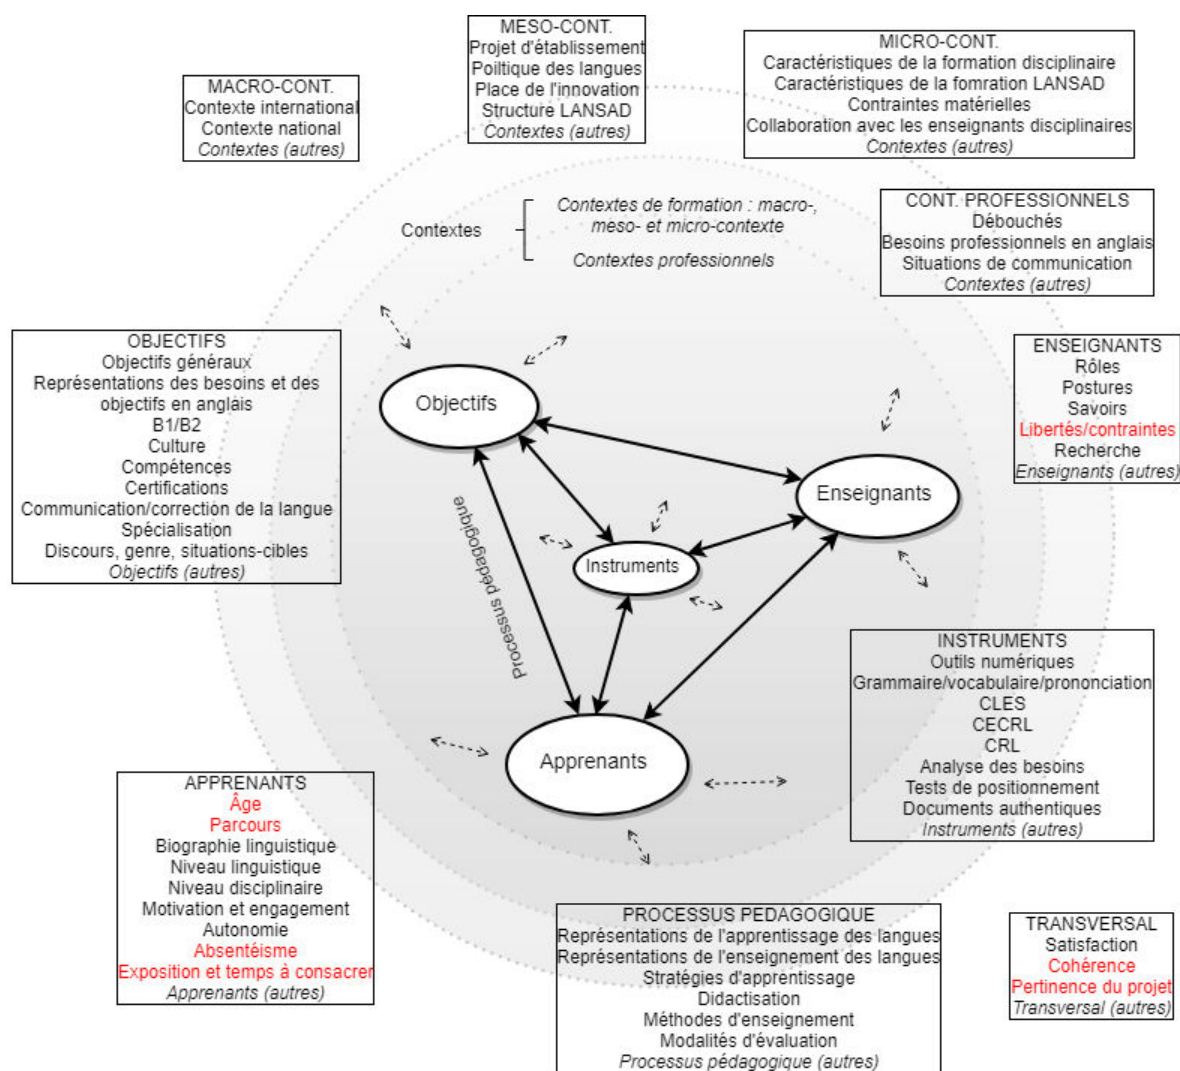 MESO-CONT.
Projet d'établissement
Politique des langues
Place de l'innovation
Structure LANSAD
Contextes (autres)
MICRO-CONT.
Caractéristiques de la formation disciplinaire
Caractéristiques de la fomration LANSAD
Contraintes matérielles
Collaboration avec les enseignants disciplinaires
Contextes (autres)
MACRO-CONT.
Contexte international
Contexte national
Contextes (autres)
CONT. PROFESSIONNELS
Débouchés
Besoins professionnels en anglais
Situations de communication
Contextes (autres)
Contextes
Contextes de formation : macro-,
meso- et micro-contexte
Contextes professionnels
OBJECTIFS
Objectifs généraux
Représentations des besoins et des
objectifs en anglais
B1/B2
Culture
Compétences
Certifications
Communication/correction de la langue
Spécialisation
Discours, genre, situations-cibles
Objectifs (autres)
ENSEIGNANTS
Rôles
Postures
Savoirs
Libertés/contraintes
Recherche
Enseignants (autres)
Objectifs
Enseignants
Instruments
Processus pédagogique
Apprenants
INSTRUMENTS
Outils numériques
Grammaire/vocabulaire/prononciation
CLES
CECRL
CRL
Analyse des besoins
Tests de positionnement
Documents authentiques
Instruments (autres)
APPRENANTS
Âge
Parcours
Biographie linguistique
Niveau linguistique
Niveau disciplinaire
Motivation et engagement
Autonomie
Absentéisme
Exposition et temps à consacrer
Apprenants (autres)
PROCESSUS PEDAGOGIQUE
Représentations de l'apprentissage des langues
Représentations de l'enseignement des langues
Stratégies d'apprentissage
Didactisation
Méthodes d'enseignement
Modalités d'évaluation
Processus pédagogique (autres)
TRANSVERSAL
Satisfaction
Cohérence
Pertinence du projet
Transversal (autres)